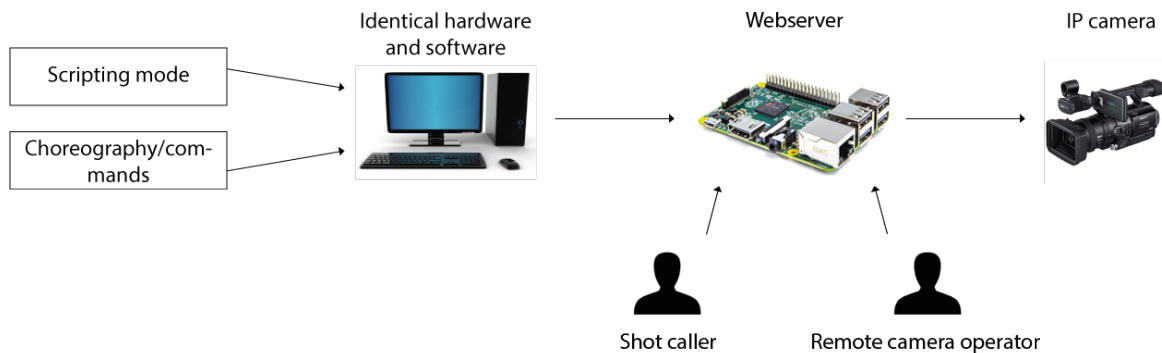 Identical hardware
and software
Webserver
IP camera
Scripting mode
Choreography/com-
mands
Shot caller
Remote camera operator